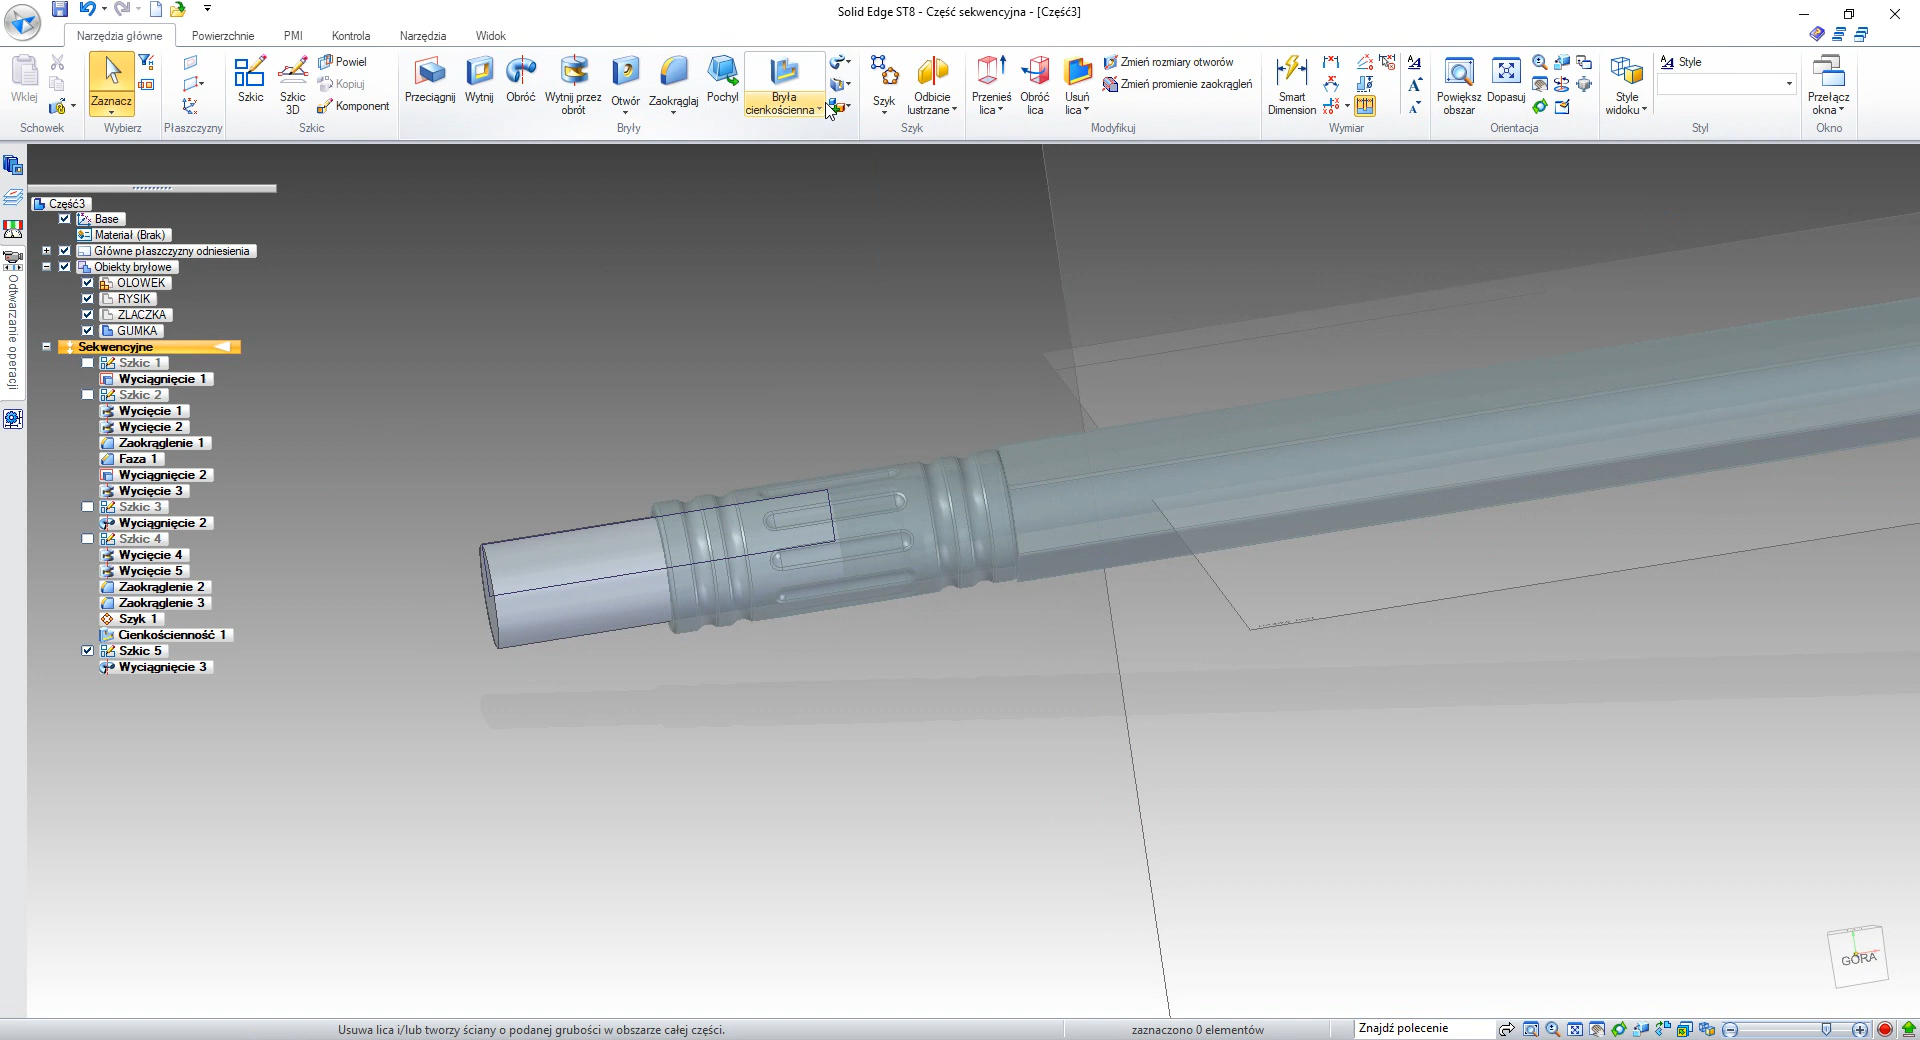 Solid Edge ST8 - Część sekwencyjna - [Część3]
Narzędzia główne
Powierzchnie
PMI
Kontrola
Narzędzia
Widok
Wklej
Schowek
Zaznacz
Wybierz
Płaszczyzny
Szkic
Szkic 3D
Powiel
Kopiuj
Komponent
Szkic
Przeciągnij
Wytnij
Obróć
Wytnij przez obrót
Otwór
Zaokrąglaj
Pochyl
Bryła cienkościenna
Bryły
Szyk
Odbicie lustrzane
Szyk
Przenieś lica
Obróć lica
Usuń lica
Zmień rozmiary otworów
Zmień promienie zaokrągleń
Modyfikuj
Smart Dimension
Wymiar
Powiększ obszar
Dopasuj
Orientacja
Style widoku
Style
Styl
Przełącz okna
Okno
Odtwarzanie operacji
Część3
Base
Materiał (Brak)
Główne płaszczyzny odniesienia
Obiekty bryłowe
OLOWEK
RYSIK
ZLACZKA
GUMKA
Sekwencyjne
Szkic 1
Wyciągnięcie 1
Szkic 2
Wycięcie 1
Wycięcie 2
Zaokrąglenie 1
Faza 1
Wyciągnięcie 2
Wycięcie 3
Szkic 3
Wyciągnięcie 2
Szkic 4
Wycięcie 4
Wycięcie 5
Zaokrąglenie 2
Zaokrąglenie 3
Szyk 1
Cienkościenność 1
Szkic 5
Wyciągnięcie 3
GÓRA
Usuwa lica i/lub tworzy ściany o podanej grubości w obszarze całej części.
zaznaczono 0 elementów
Znajdź polecenie